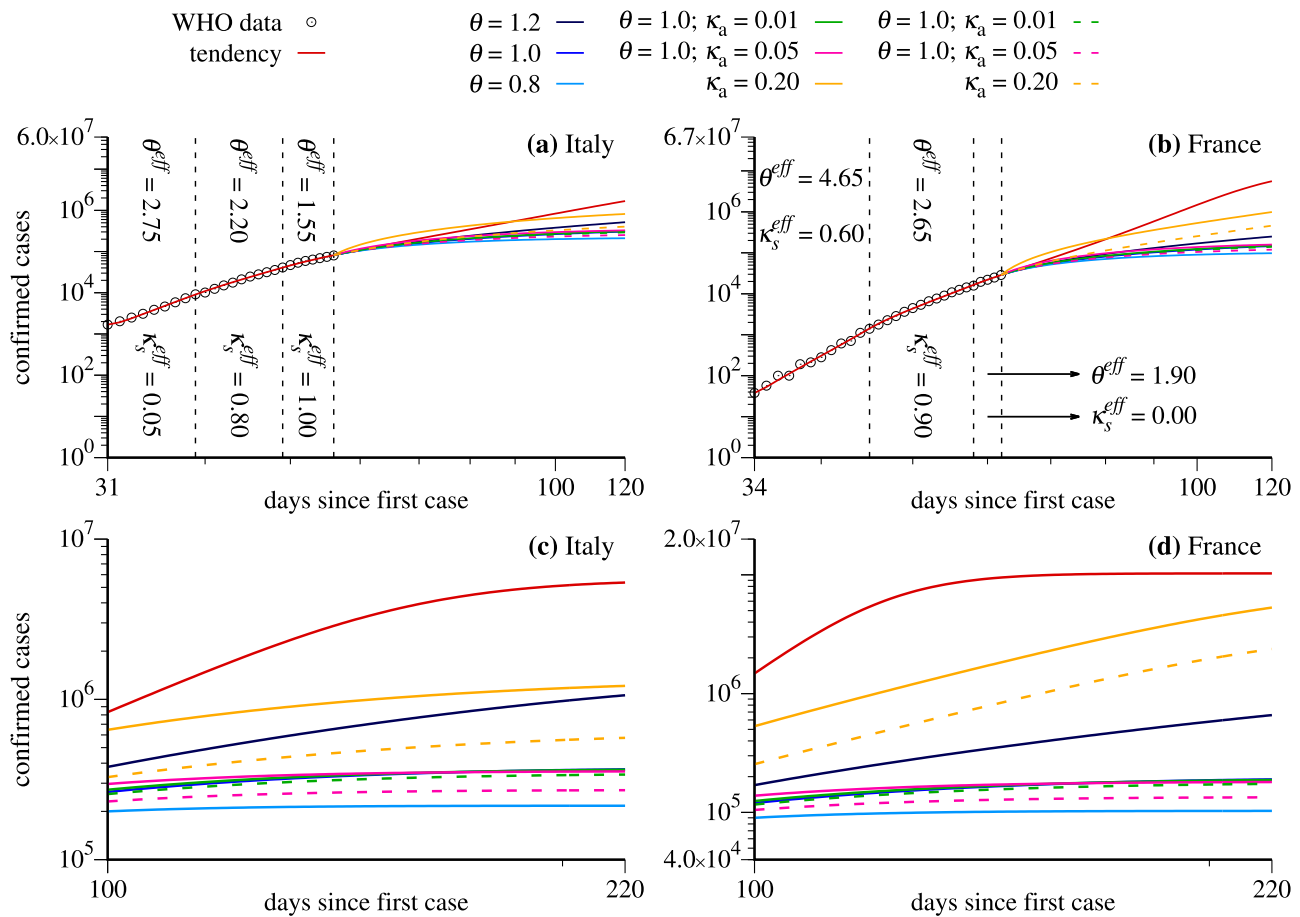 WHO data
tendency
θ = 1.2
θ = 1.0
θ = 0.8
θ = 1.0; κa = 0.01
θ = 1.0; κa = 0.05
κa = 0.20
θ = 1.0; κa = 0.01
θ = 1.0; κa = 0.05
κa = 0.20
(a) Italy
confirmed cases
6.0×10^7
10^6
10^4
10^2
10^0
θ^eff = 2.75
θ^eff = 2.20
θ^eff = 1.55
κs^eff = 0.05
κs^eff = 0.80
κs^eff = 1.00
31
100
120
days since first case
(b) France
6.7×10^7
10^6
10^4
10^2
10^0
θ^eff = 4.65
κs^eff = 0.60
θ^eff = 2.65
κs^eff = 0.90
θ^eff = 1.90
κs^eff = 0.00
34
100
120
days since first case
(c) Italy
confirmed cases
10^7
10^6
10^5
100
220
days since first case
(d) France
2.0×10^7
10^6
10^5
4.0×10^4
100
220
days since first case